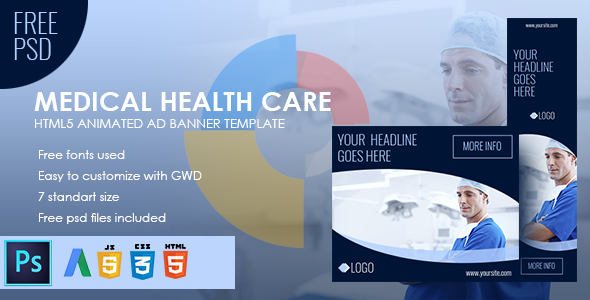 FREE
PSD
MEDICAL HEALTH CARE
HTML5 ANIMATED AD BANNER TEMPLATE
Free fonts used
Easy to customize with GWD
7 standart size
Free psd files included
Ps
JS
5
CSS
3
HTML
5
www.yoursite.com
YOUR
HEADLINE
GOES
HERE
LOGO
YOUR HEADLINE
GOES HERE
MORE INFO
LOGO
www.yoursite.com
MORE INFO